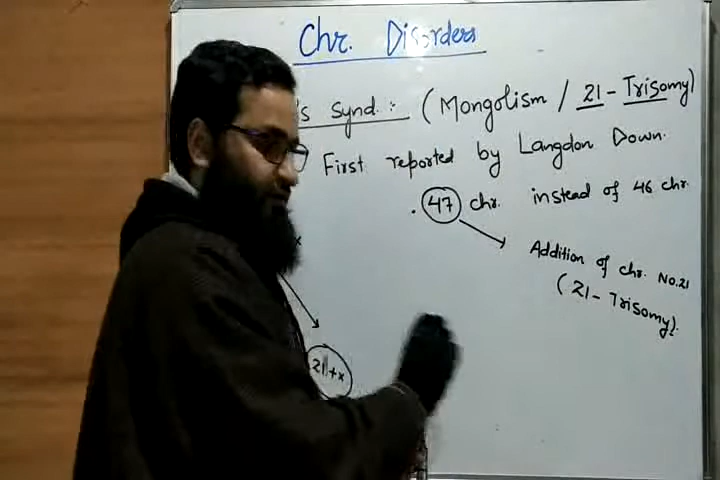 Chr. Disorders
's Synd. :- (Mongolism / 21 - Trisomy)
First reported by Langdon Down.
. 47 chr. instead of 46 chr.
Addition of chr. No.21
(21 - Trisomy).
x
21+x